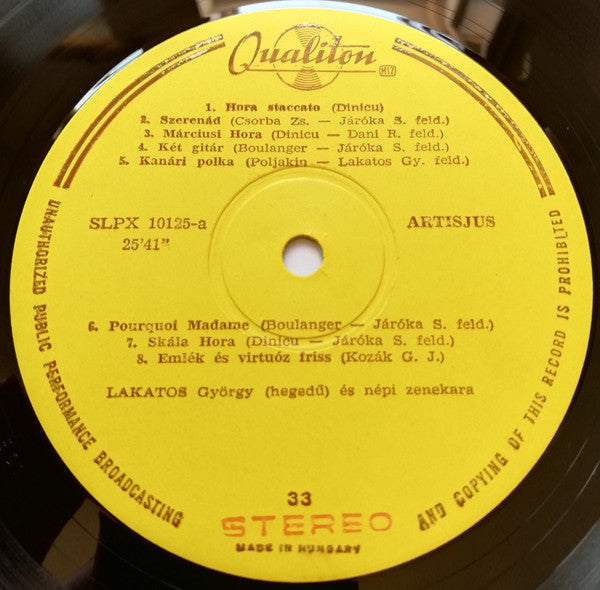 Qualiton
MHV
1. Hora staccato (Dinicu)
2. Szerenád (Csorba Zs. — Járóka S. feld.)
3. Márciusi Hora (Dinicu — Dani R. feld.)
4. Két gitár (Boulanger — Járóka S. feld.)
5. Kanári polka (Poljakin — Lakatos Gy. feld.)
SLPX 10125-a
25'41"
ARTISJUS
6. Pourquoi Madame (Boulanger — Járóka S. feld.)
7. Skála Hora (Dinicu — Járóka S. feld.)
8. Emlék és virtuóz friss (Kozák G. J.)
LAKATOS György (hegedű) és népi zenekara
33
STEREO
MADE IN HUNGARY
UNAUTHORIZED PUBLIC PERFORMANCE BROADCASTING AND COPYING OF THIS RECORD IS PROHIBITED